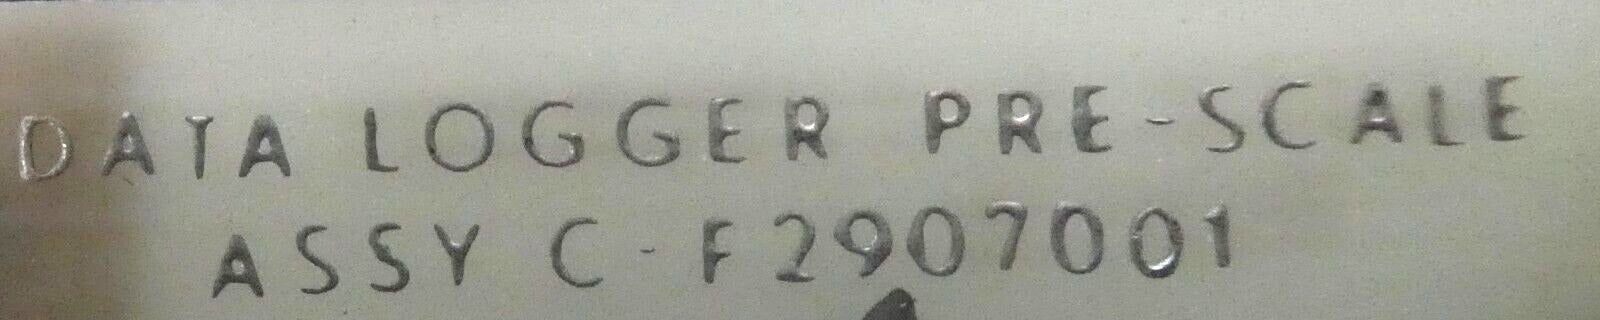 DATA LOGGER PRE-SCALE
ASSY C-F2907001